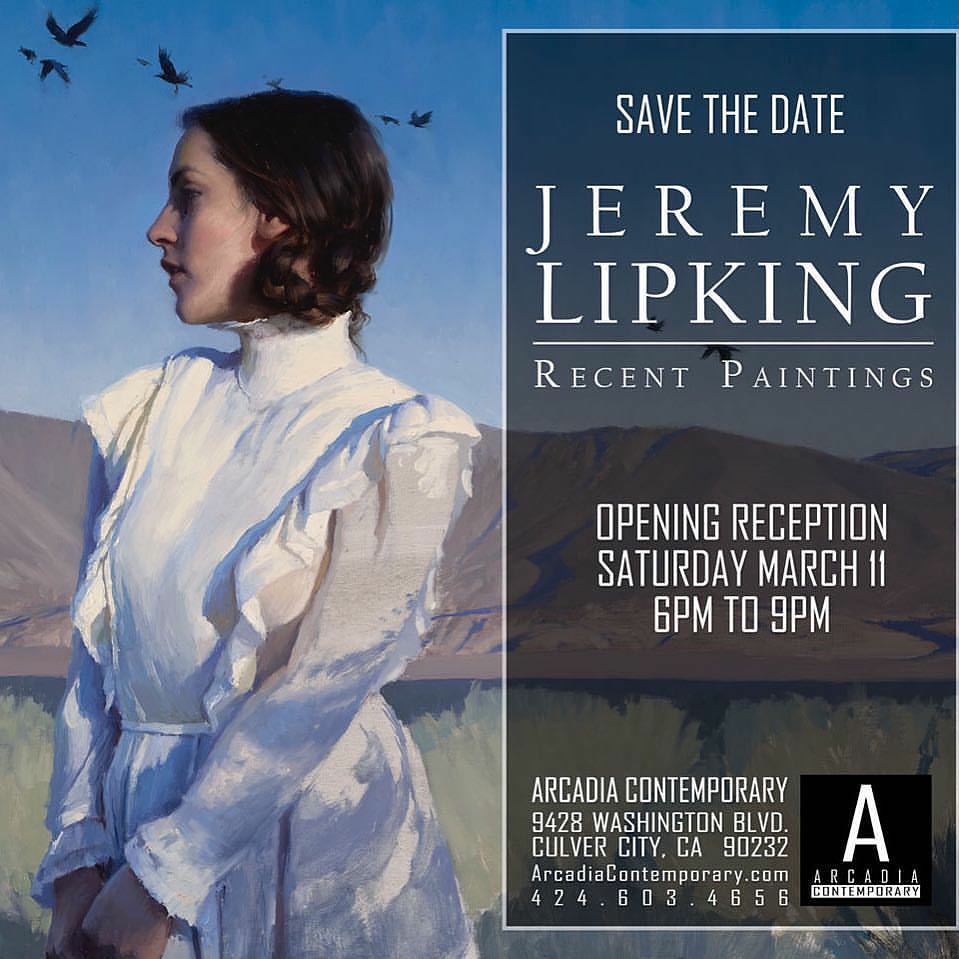 SAVE THE DATE
JEREMY
LIPKING
RECENT PAINTINGS
OPENING RECEPTION
SATURDAY MARCH 11
6PM TO 9PM
ARCADIA CONTEMPORARY
9428 WASHINGTON BLVD.
CULVER CITY, CA 90232
ArcadiaContemporary.com
424.603.4656
A
ARCADIA
CONTEMPORARY